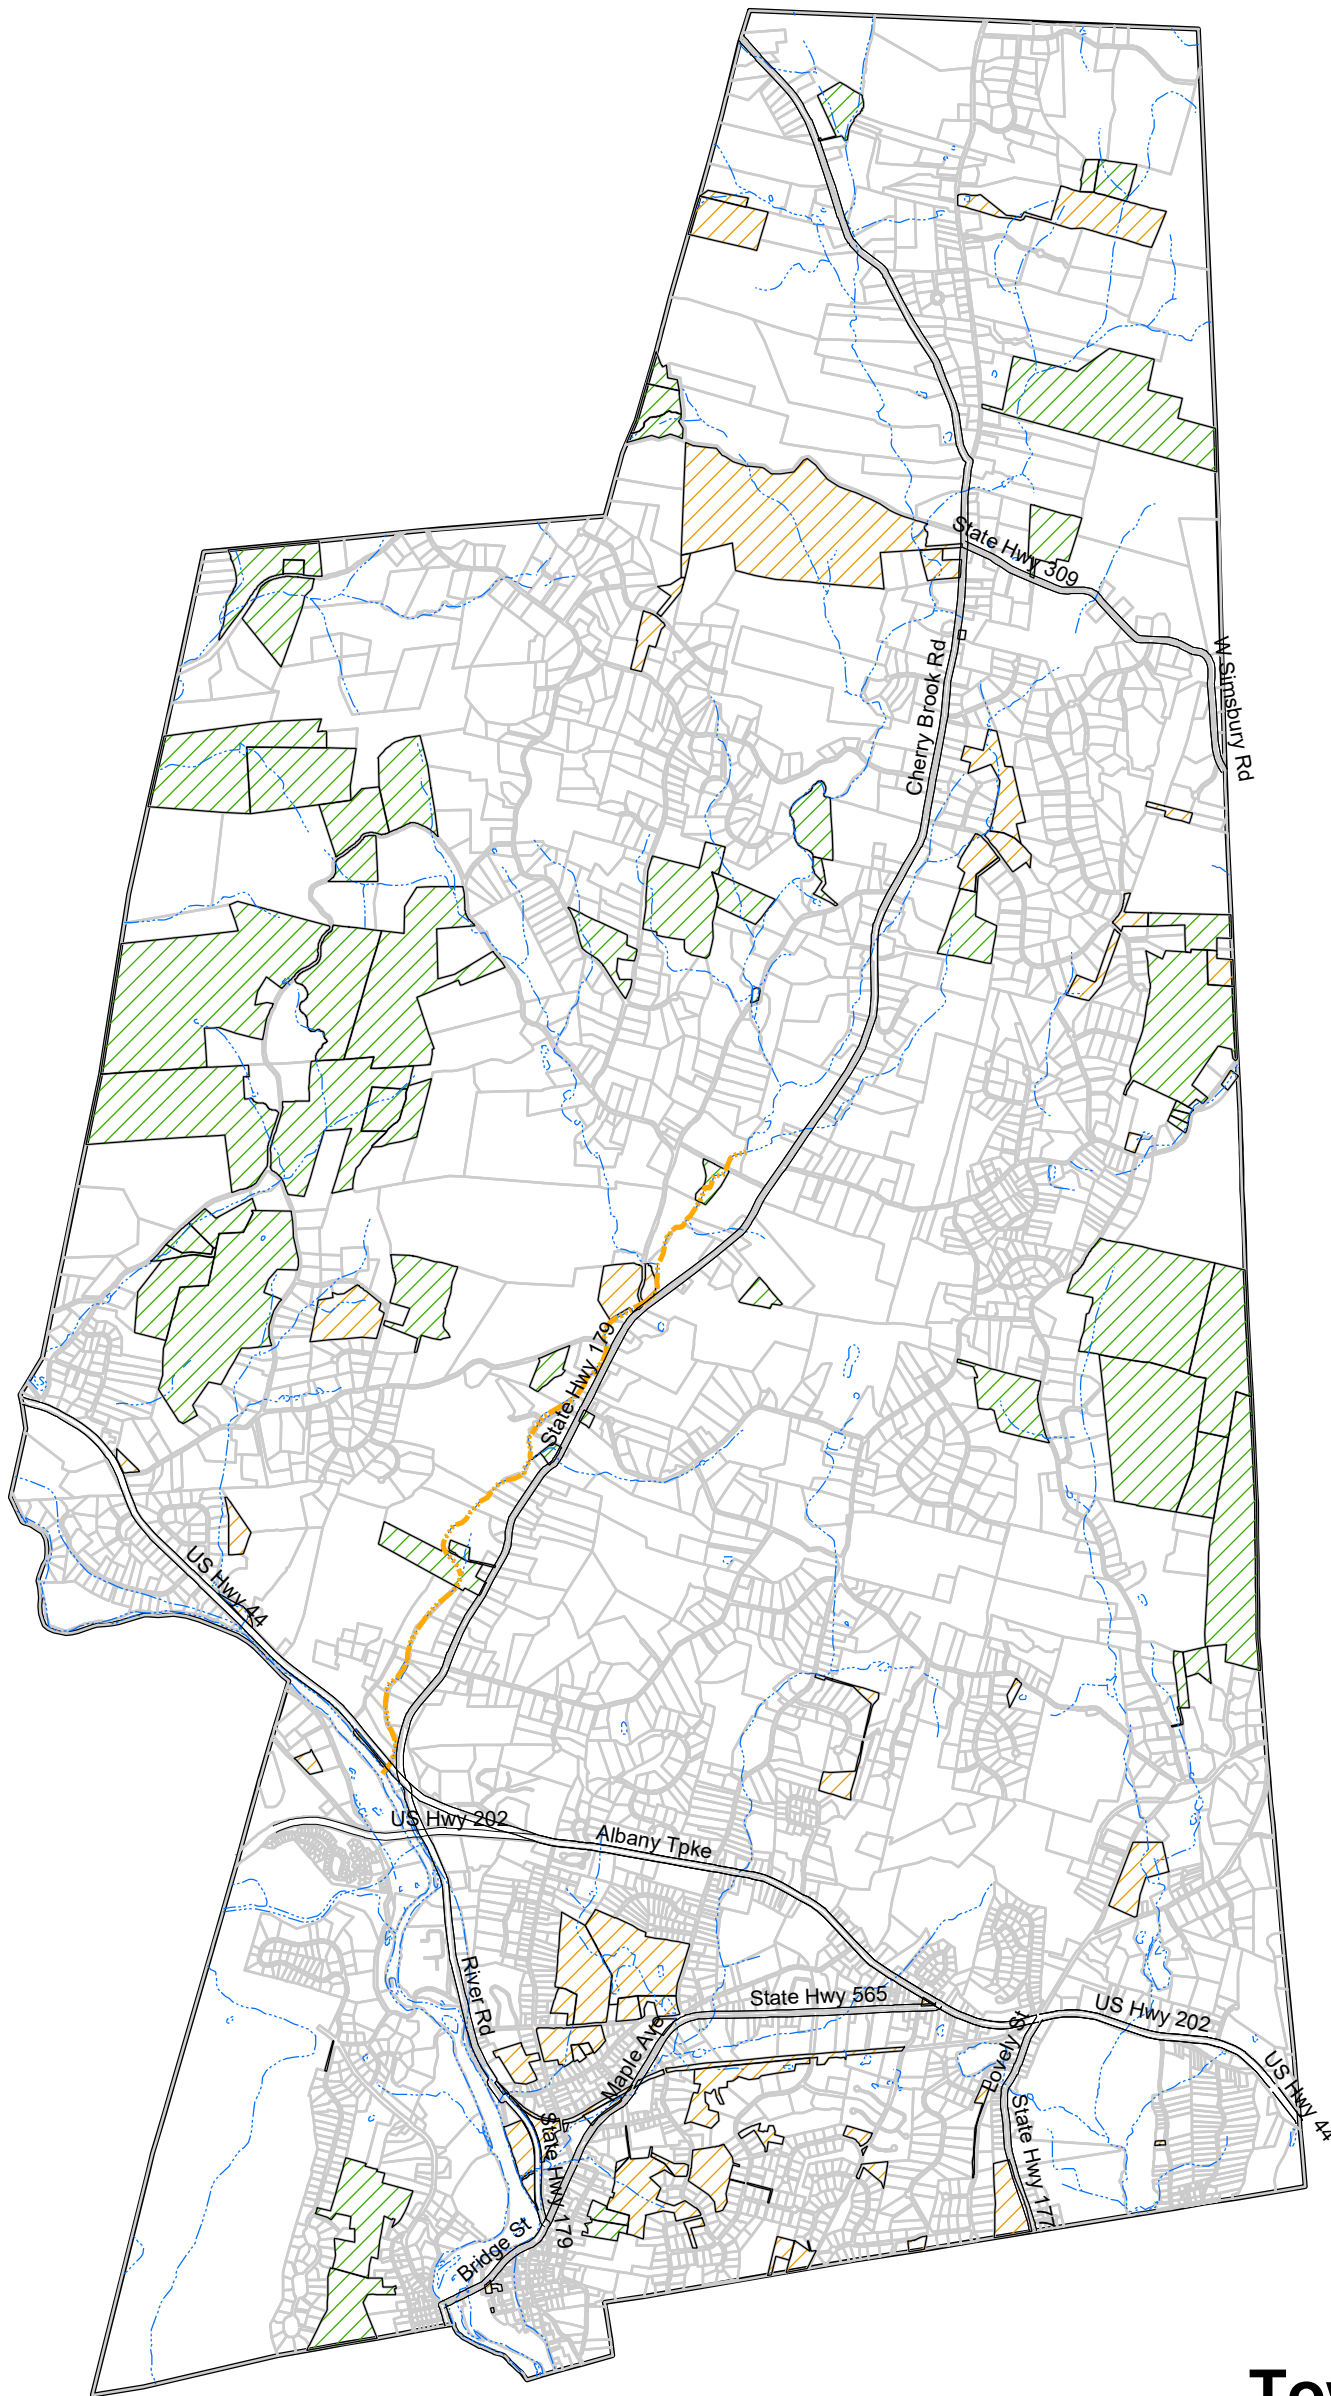 State Hwy 309
W Simsbury Rd
Cherry Brook Rd
State Hwy 179
US Hwy 44
US Hwy 202
Albany Tpke
River Rd
State Hwy 565
Maple Ave
Lovely St
US Hwy 202
US Hwy 44
State Hwy 177
State Hwy 179
Bridge St